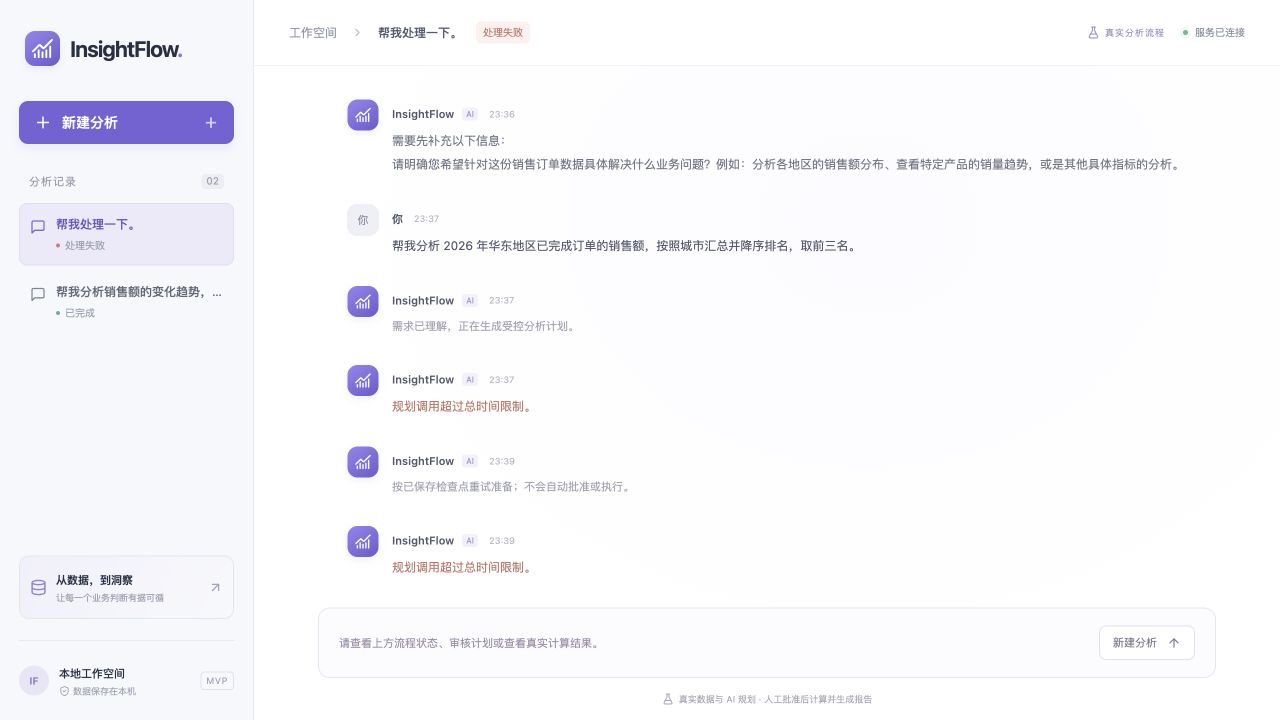 InsightFlow.
新建分析
分析记录 02
帮我处理一下。
处理失败
帮我分析销售额的变化趋势，...
已完成
从数据，到洞察
让每一个业务判断有据可循
IF
本地工作空间
数据保存在本机
MVP
工作空间 帮我处理一下。 处理失败
真实分析流程 服务已连接
InsightFlow AI 23:36
需要先补充以下信息：
请明确您希望针对这份销售订单数据具体解决什么业务问题？例如：分析各地区的销售额分布、查看特定产品的销量趋势，或是其他具体指标的分析。
你 你 23:37
帮我分析 2026 年华东地区已完成订单的销售额，按照城市汇总并降序排名，取前三名。
InsightFlow AI 23:37
需求已理解，正在生成受控分析计划。
InsightFlow AI 23:37
规划调用超过总时间限制。
InsightFlow AI 23:39
按已保存检查点重试准备；不会自动批准或执行。
InsightFlow AI 23:39
规划调用超过总时间限制。
请查看上方流程状态、审核计划或查看真实计算结果。
新建分析
真实数据与 AI 规划 · 人工批准后计算并生成报告